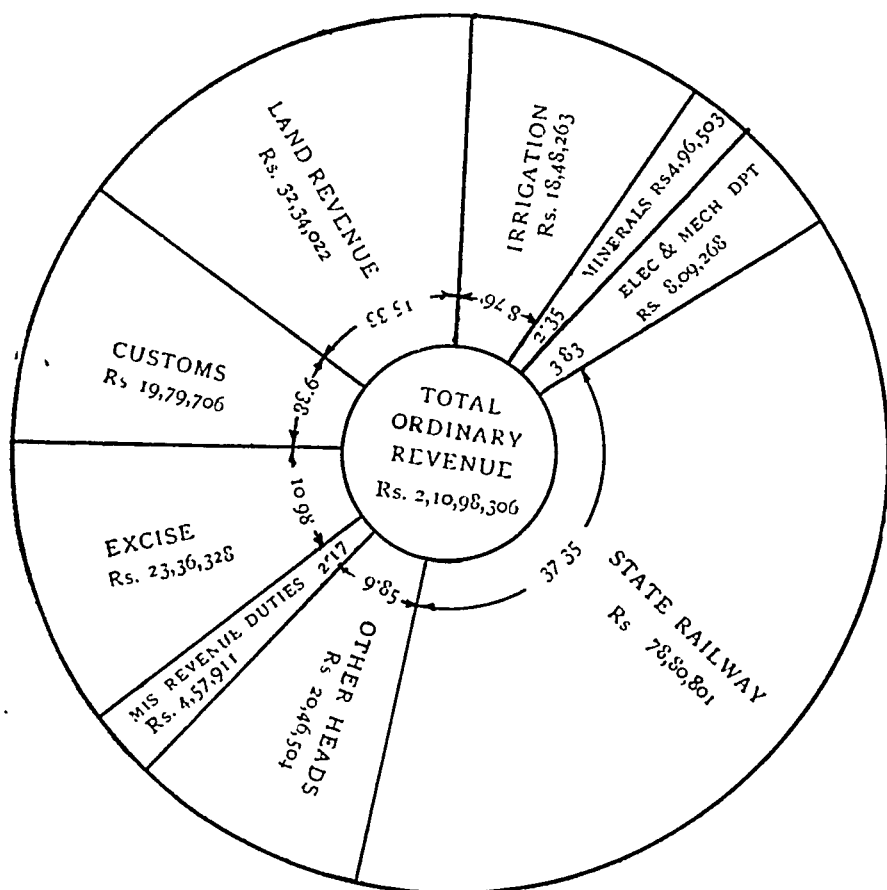 TOTAL
ORDINARY
REVENUE
Rs. 2,10,98,306
LAND REVENUE
Rs. 32,34,022
15 33
IRRIGATION
Rs. 18,48,263
8 76
MINERALS Rs 4,96,503
2.35
ELEC & MECH DPT
Rs. 8,09,268
3 83
STATE RAILWAY
Rs 78,80,801
37 35
OTHER HEADS
Rs 20,46,504
9.85
MIS REVENUE DUTIES 2.17
Rs. 4,57,911
EXCISE
Rs. 23,36,328
10 98
CUSTOMS
Rs 19,79,706
9.38